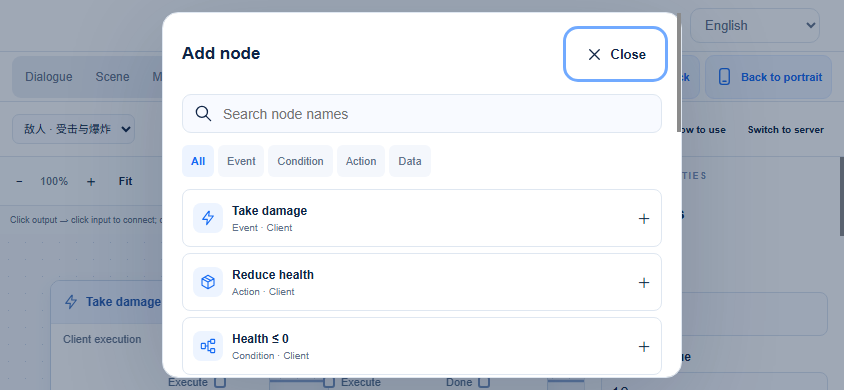 English
Add node
Close
Dialogue
Scene
Back to portrait
Search node names
敌人 · 受击与爆炸
to use
Switch to server
All
Event
Condition
Action
Data
− 100% +
Fit
Take damage
Event · Client
Click output → click input to connect;
Reduce health
Action · Client
Take damage
Client execution
Health ≤ 0
Condition · Client
Execute
Execute
Done